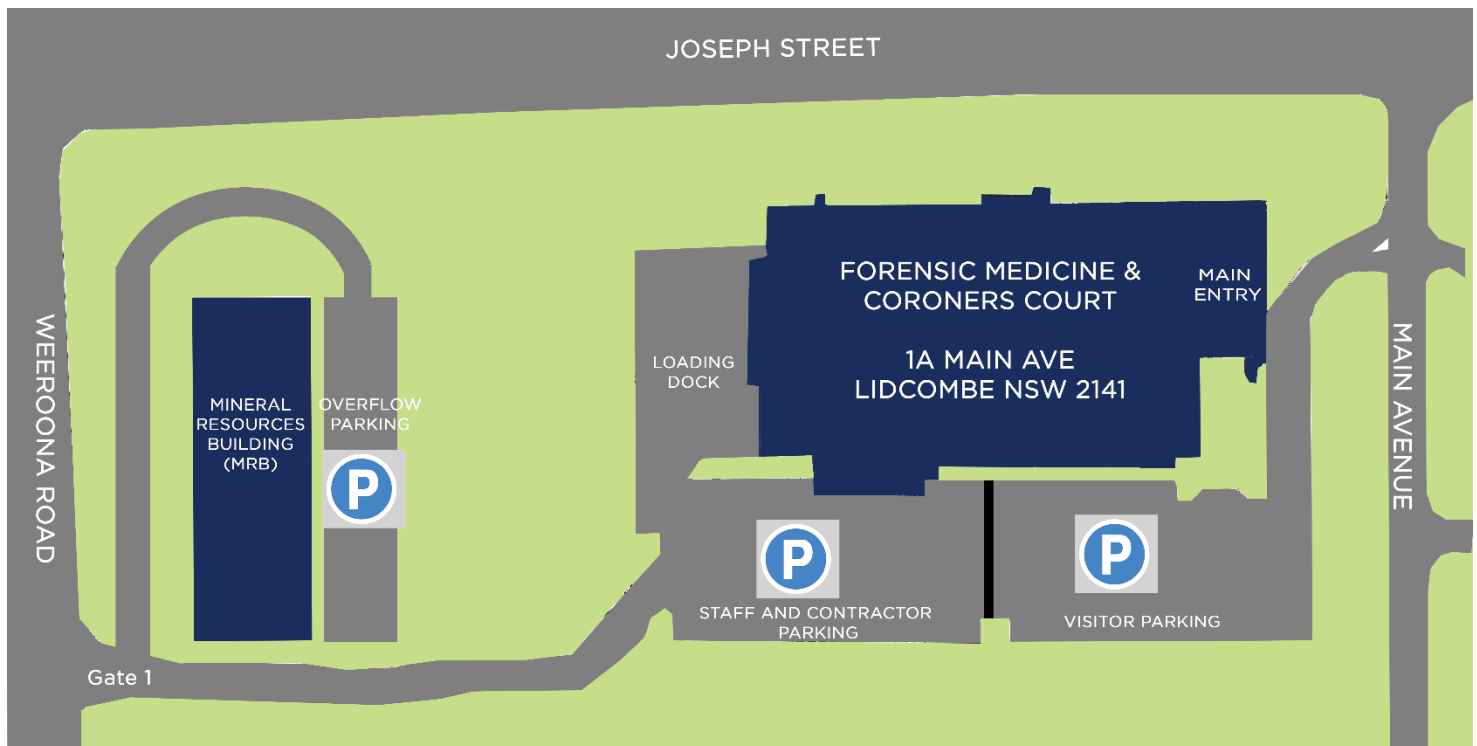 JOSEPH STREET
FORENSIC MEDICINE &
CORONERS COURT
1A MAIN AVE
LIDCOMBE NSW 2141
MAIN
ENTRY
LOADING
DOCK
WEEROONA ROAD
MAIN AVENUE
MINERAL
RESOURCES
BUILDING
(MRB)
OVERFLOW
PARKING
P
P
STAFF AND CONTRACTOR
PARKING
P
VISITOR PARKING
Gate 1